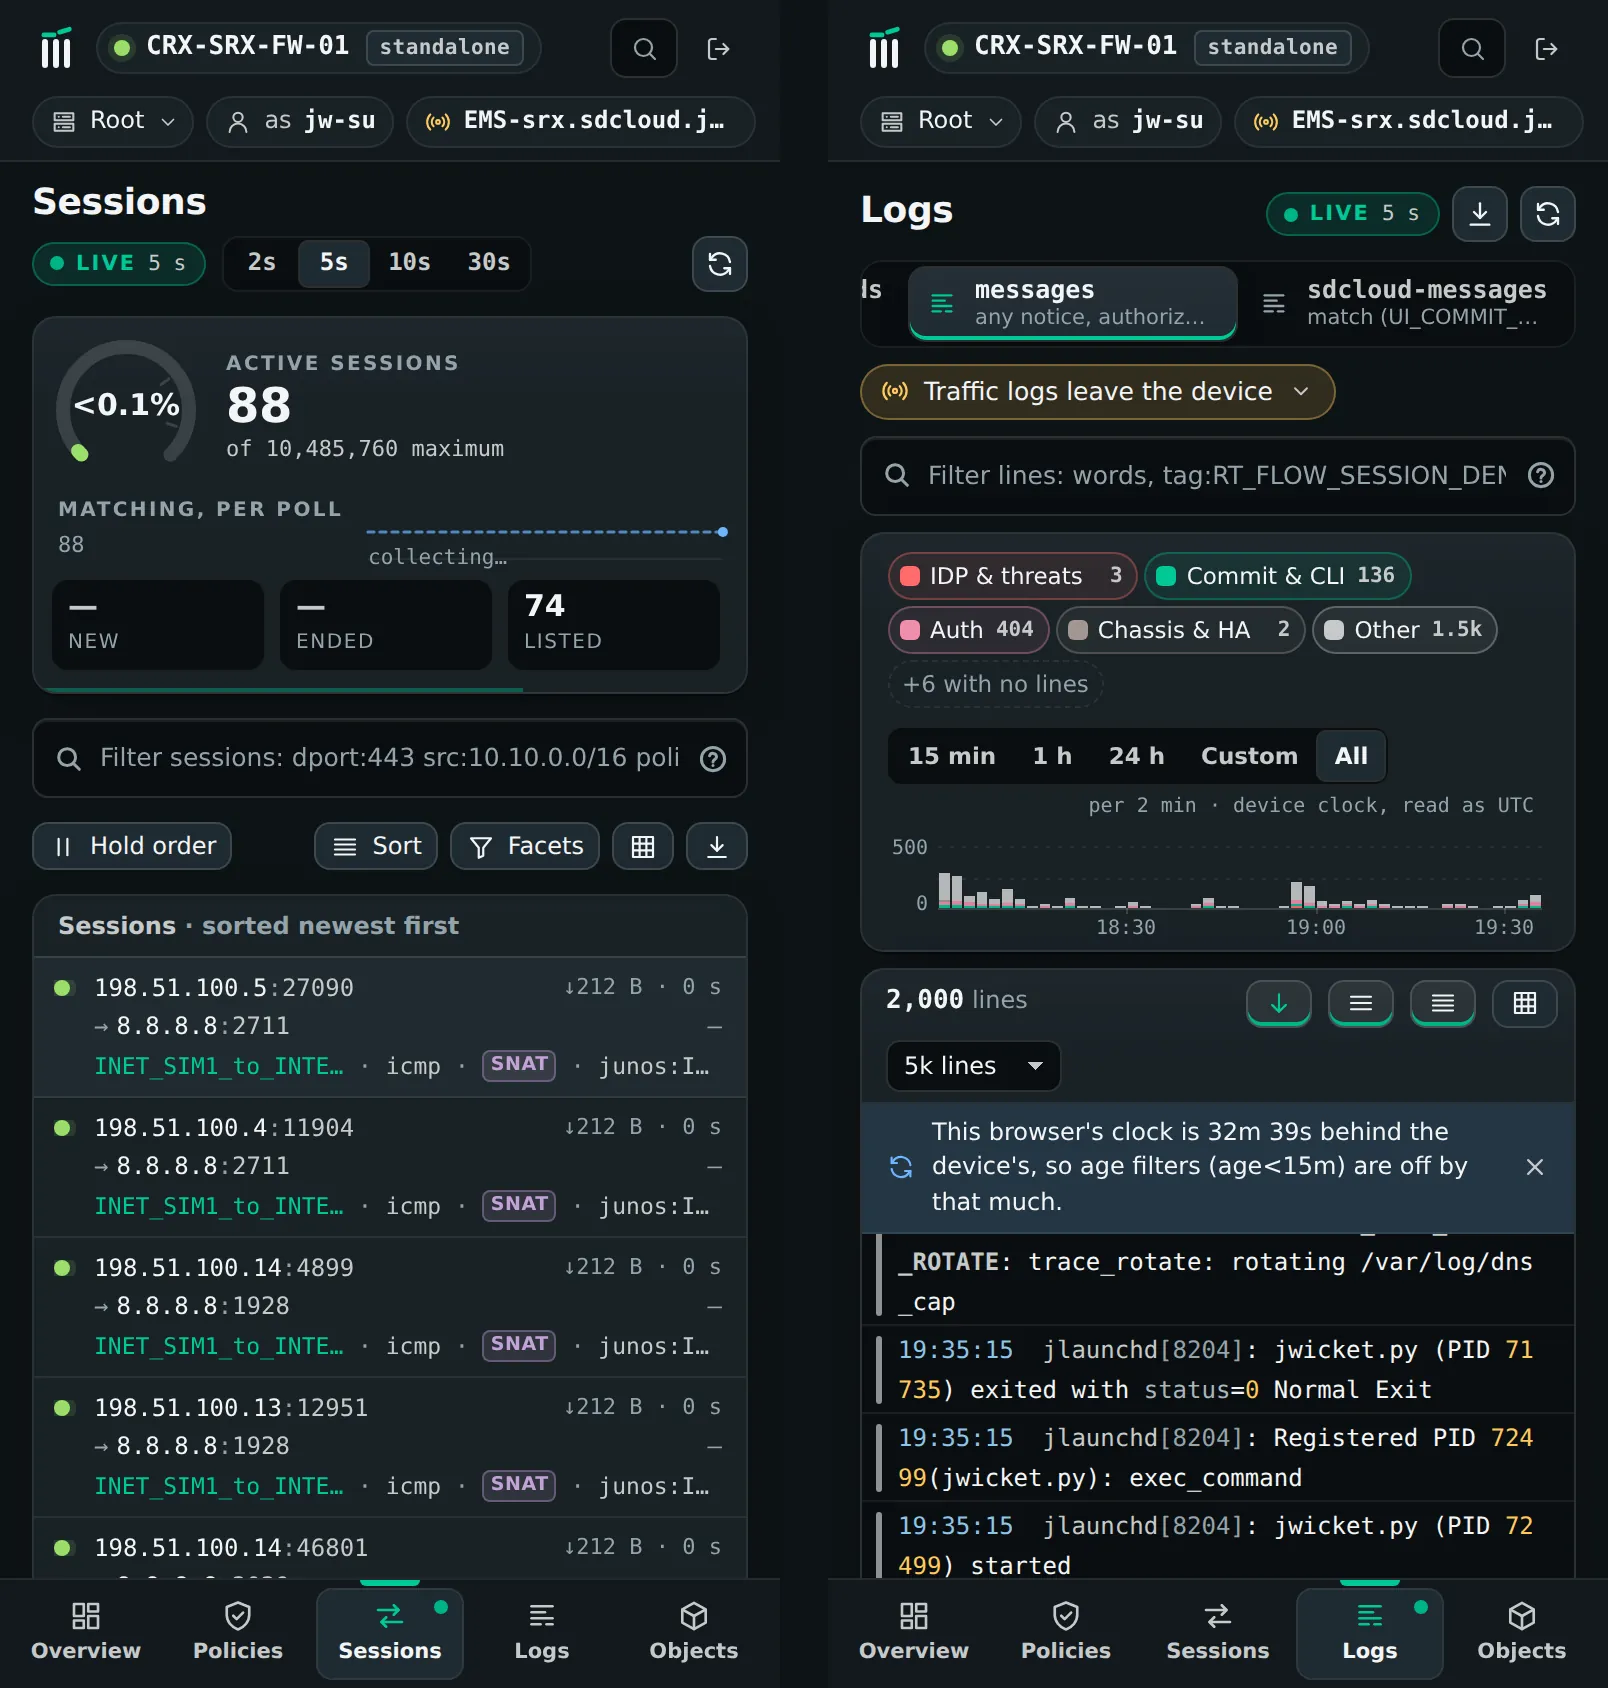 CRX-SRX-FW-01 standalone
Root as jw-su EMS-srx.sdcloud.j…
Sessions
LIVE 5 s 2s 5s 10s 30s
<0.1%
ACTIVE SESSIONS
88
of 10,485,760 maximum
MATCHING, PER POLL
88
collecting…
— NEW
— ENDED
74 LISTED
Filter sessions: dport:443 src:10.10.0.0/16 poli
Hold order Sort Facets
Sessions · sorted newest first
198.51.100.5:27090 ↓212 B · 0 s
→ 8.8.8.8:2711 —
INET_SIM1_to_INTE… · icmp · SNAT · junos:I…
198.51.100.4:11904 ↓212 B · 0 s
→ 8.8.8.8:2711 —
INET_SIM1_to_INTE… · icmp · SNAT · junos:I…
198.51.100.14:4899 ↓212 B · 0 s
→ 8.8.8.8:1928 —
INET_SIM1_to_INTE… · icmp · SNAT · junos:I…
198.51.100.13:12951 ↓212 B · 0 s
→ 8.8.8.8:1928 —
INET_SIM1_to_INTE… · icmp · SNAT · junos:I…
198.51.100.14:46801 ↓212 B · 0 s
Overview Policies Sessions Logs Objects
CRX-SRX-FW-01 standalone
Root as jw-su EMS-srx.sdcloud.j…
Logs LIVE 5 s
ds
messages
any notice, authoriz…
sdcloud-messages
match (UI_COMMIT_…
Traffic logs leave the device
Filter lines: words, tag:RT_FLOW_SESSION_DEN
IDP & threats 3 Commit & CLI 136
Auth 404 Chassis & HA 2 Other 1.5k
+6 with no lines
15 min 1 h 24 h Custom All
per 2 min · device clock, read as UTC
500
0
18:30 19:00 19:30
2,000 lines
5k lines
This browser's clock is 32m 39s behind the
device's, so age filters (age<15m) are off by
that much.
_ROTATE: trace_rotate: rotating /var/log/dns
_cap
19:35:15 jlaunchd[8204]: jwicket.py (PID 71
735) exited with status=0 Normal Exit
19:35:15 jlaunchd[8204]: Registered PID 724
99(jwicket.py): exec_command
19:35:15 jlaunchd[8204]: jwicket.py (PID 72
499) started
Overview Policies Sessions Logs Objects